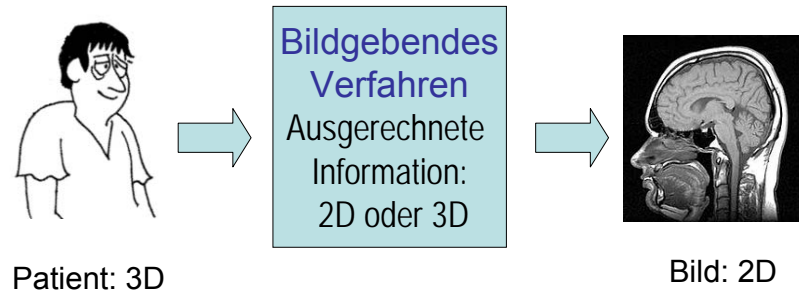 Bildgebendes
Verfahren
Ausgerechnete
Information:
2D oder 3D
Patient: 3D
Bild: 2D